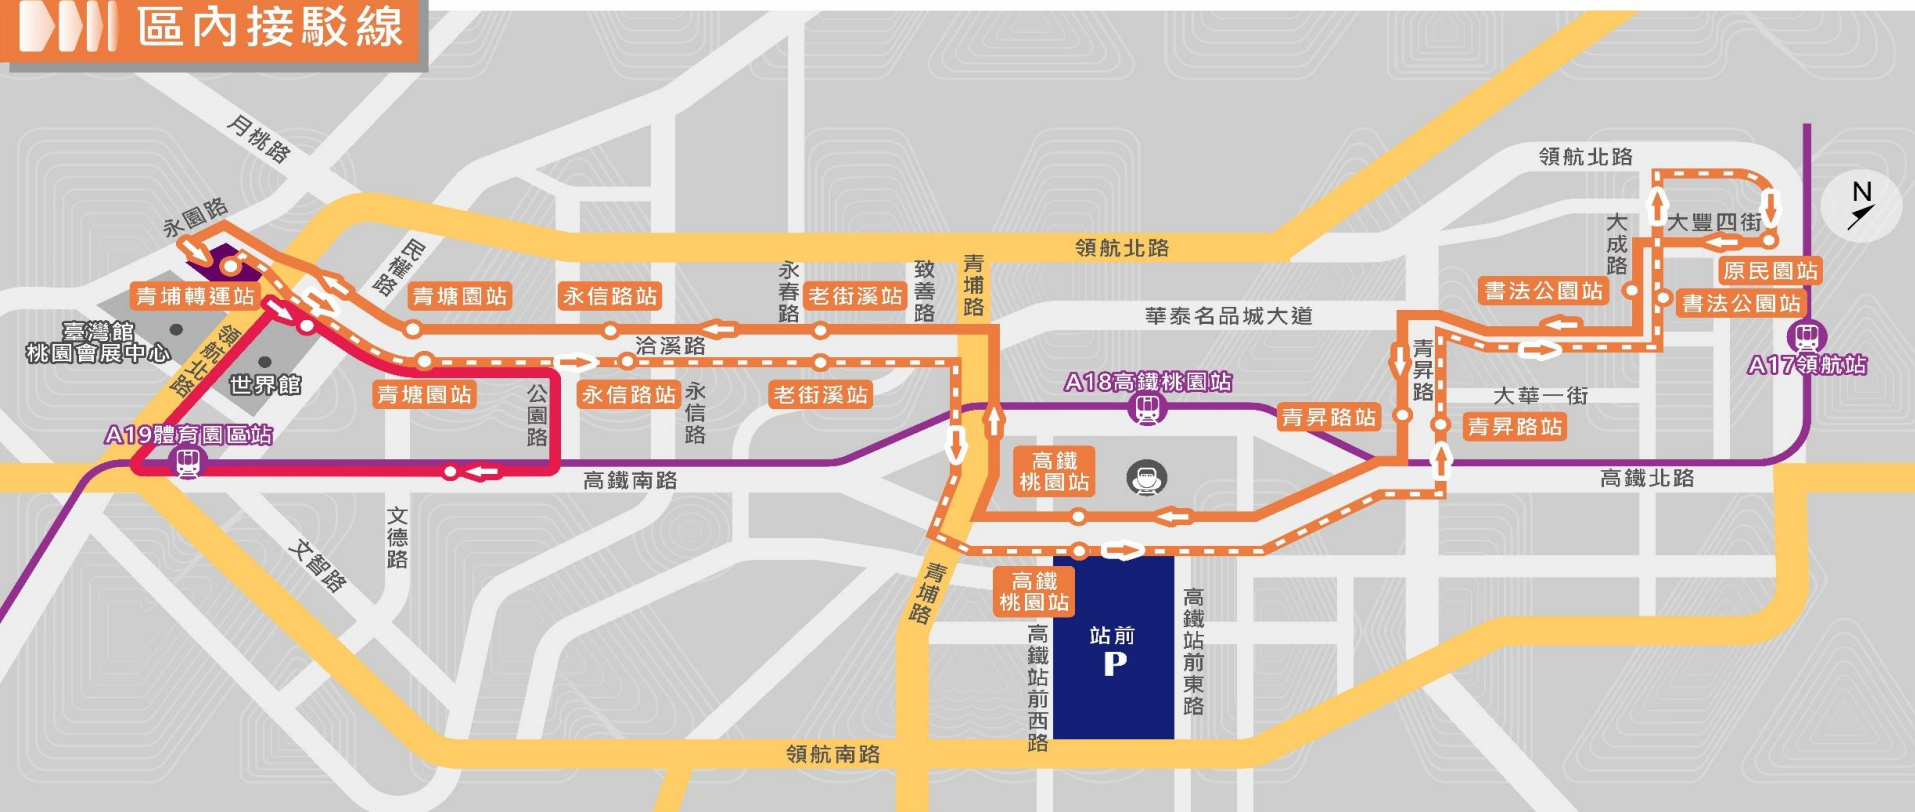 區內接駁線
月桃路
永園路
民權路
領航北路
青埔轉運站
青塘園站
永信路站
永春路
老街溪站
致善路
青埔路
領航北路
華泰名品城大道
領航北路
大成路
大豐四街
原民園站
書法公園站
書法公園站
N
臺灣館
桃園會展中心
世界館
洽溪路
青塘園站
公園路
永信路站
永信路
老街溪站
A18高鐵桃園站
青昇路
大華一街
A17領航站
青昇路站
青昇路站
A19體育園區站
高鐵南路
高鐵
桃園站
高鐵北路
文德路
文智路
青埔路
高鐵
桃園站
高鐵站前西路
站前
P
高鐵站前東路
領航南路